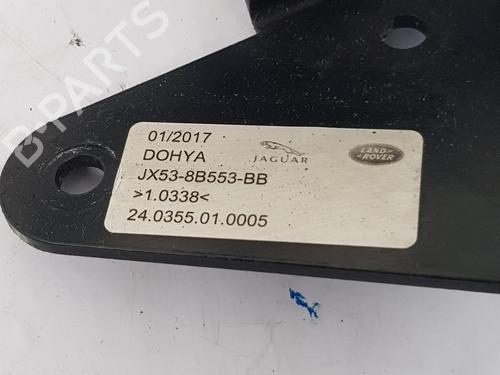 01/2017
DOHYA
JAGUAR
LAND ROVER
JX53-8B553-BB
>1.0338<
24.0355.01.0005
B-PARTS